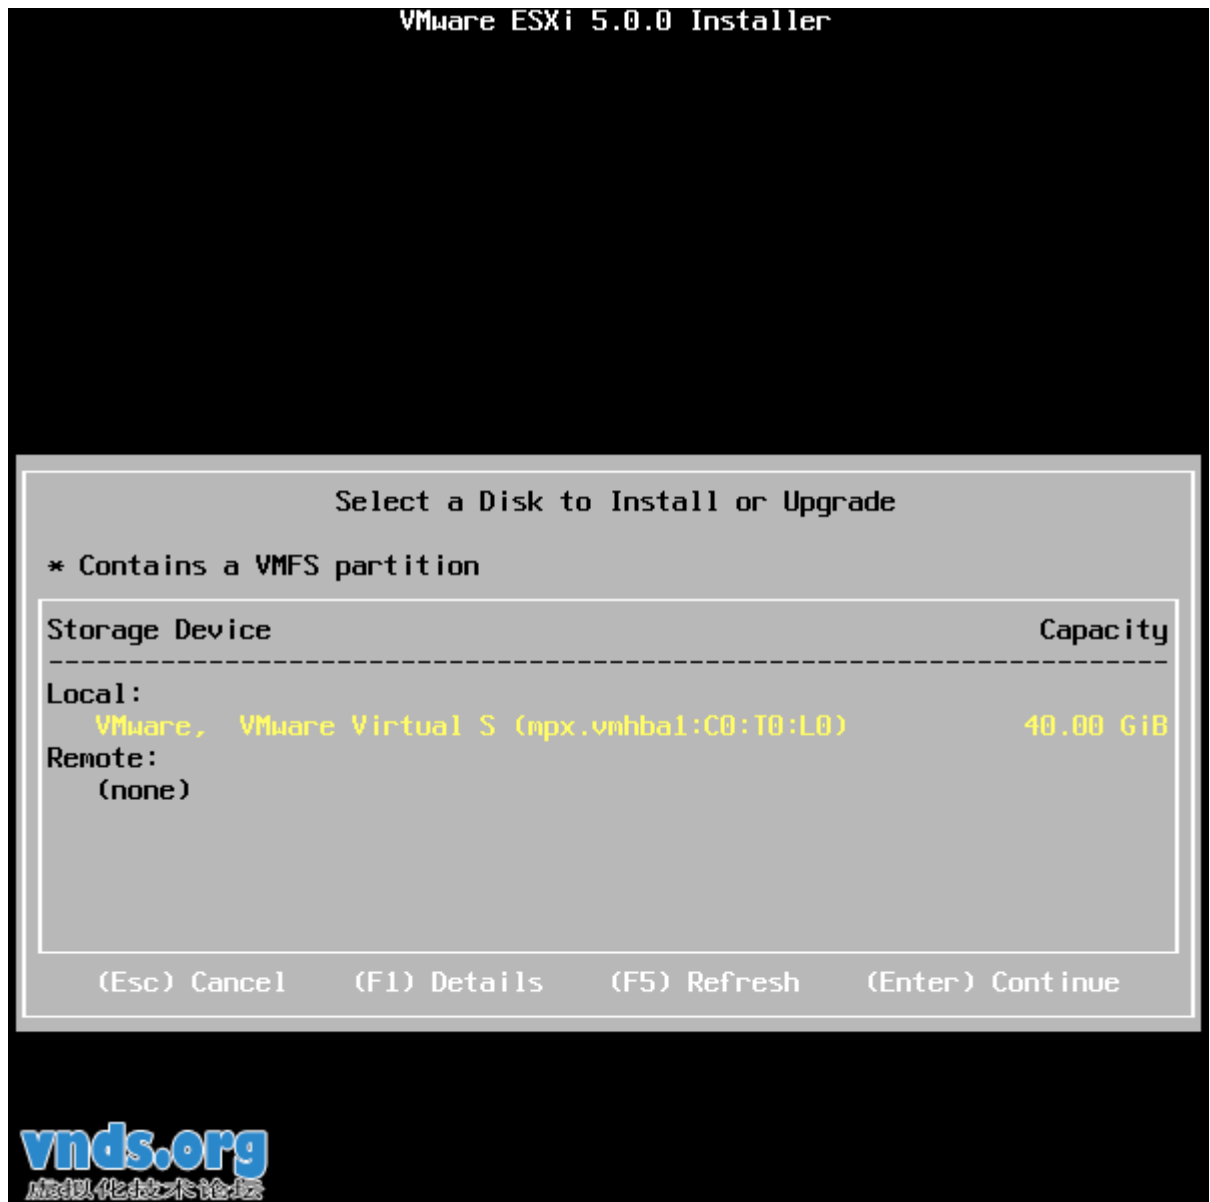 VMware ESXi 5.0.0 Installer
Select a Disk to Install or Upgrade
* Contains a VMFS partition
Storage Device Capacity
----------------------------------------------------------------------
Local:
VMware,  VMware Virtual S (mpx.vmhba1:C0:T0:L0) 40.00 GiB
Remote:
(none)
(Esc) Cancel (F1) Details (F5) Refresh (Enter) Continue
vnds.org
虚拟化技术论坛